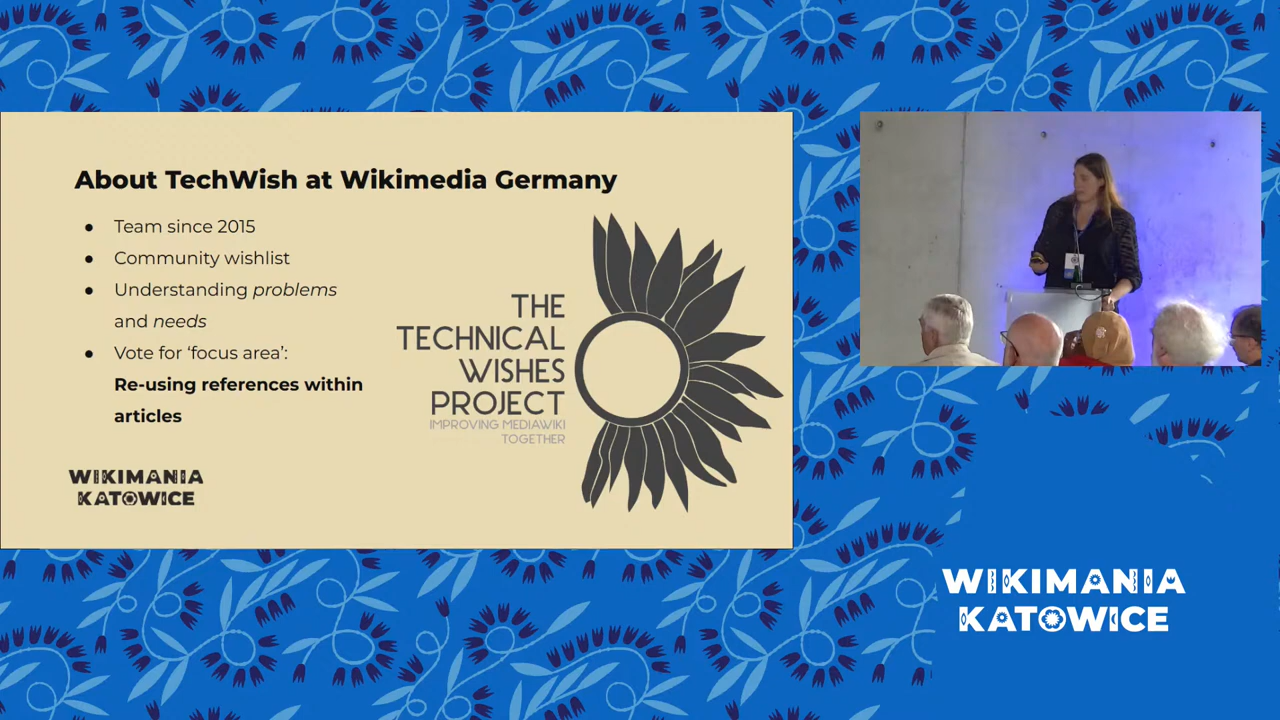 About TechWish at Wikimedia Germany
● Team since 2015
● Community wishlist
● Understanding problems
and needs
● Vote for ‘focus area’:
Re-using references within
articles
THE
TECHNICAL
WISHES
PROJECT
IMPROVING MEDIAWIKI
TOGETHER
WIKIMANIA
KATOWICE
WIKIMANIA
KATOWICE